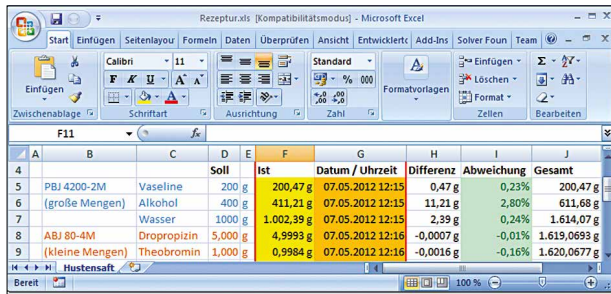 Rezeptur.xls [Kompatibilitätsmodus] - Microsoft Excel
Start Einfügen Seitenlayou Formeln Daten Überprüfen Ansicht Entwicklertc Add-Ins Solver Foun Team
Einfügen Calibri 11 Standard Formatvorlagen Einfügen Σ
F K U A A % 000 Löschen
A Format
Zwischenablage Schriftart Ausrichtung Zahl Zellen Bearbeiten
F11 fx
A B C D E F G H I J
4 Soll Ist Datum / Uhrzeit Differenz Abweichung Gesamt
5 PBJ 4200-2M Vaseline 200 g 200,47 g 07.05.2012 12:15 0,47 g 0,23% 200,47 g
6 (große Mengen) Alkohol 400 g 411,21 g 07.05.2012 12:15 11,21 g 2,80% 611,68 g
7 Wasser 1000 g 1.002,39 g 07.05.2012 12:15 2,39 g 0,24% 1.614,07 g
8 ABJ 80-4M Dropropizin 5,000 g 4,9993 g 07.05.2012 12:16 -0,0007 g -0,01% 1.619,0693 g
9 (kleine Mengen) Theobromin 1,000 g 0,9984 g 07.05.2012 12:16 -0,0016 g -0,16% 1.620,0677 g
Hustensaft
Bereit 100 %